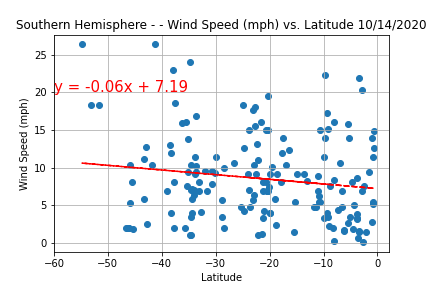 Southern Hemisphere - - Wind Speed (mph) vs. Latitude 10/14/2020
25
y = -0.06x + 7.19
20
15
10
5
0
Wind Speed (mph)
−60 −50 −40 −30 −20 −10 0
Latitude